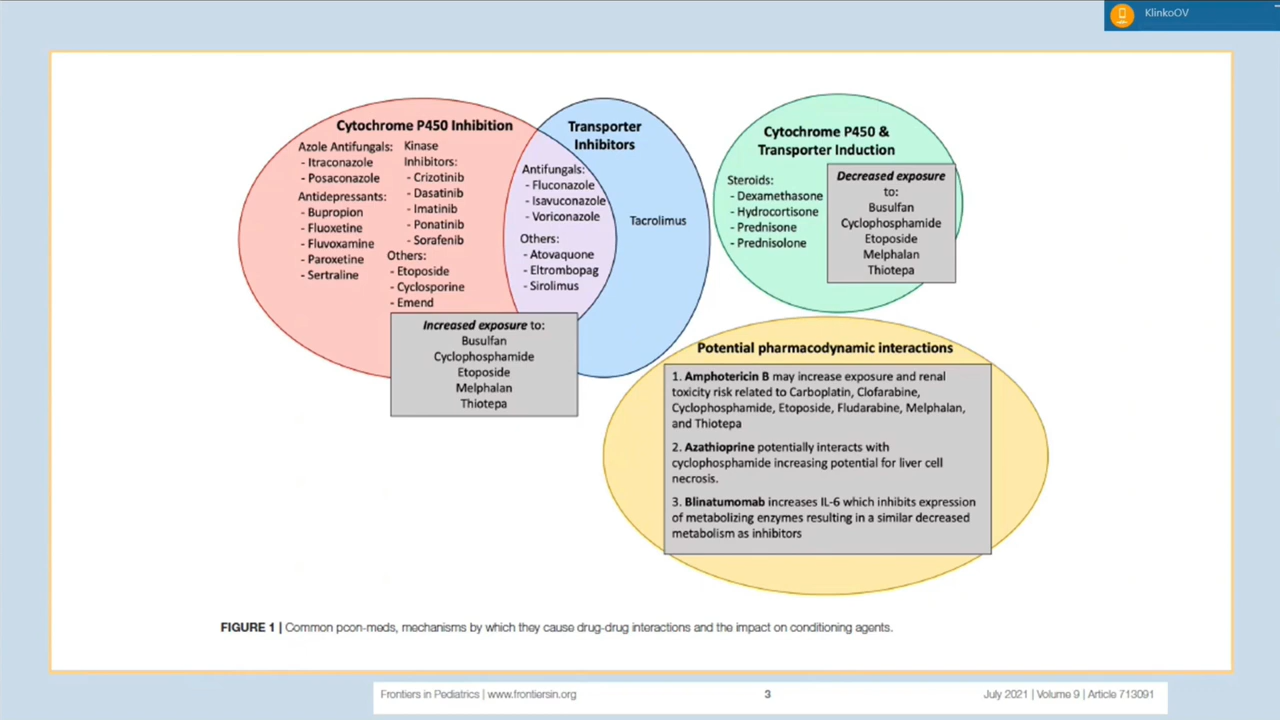 KlinkoOV
Cytochrome P450 Inhibition
Azole Antifungals:
- Itraconazole
- Posaconazole
Antidepressants:
- Bupropion
- Fluoxetine
- Fluvoxamine
- Paroxetine
- Sertraline
Kinase
Inhibitors:
- Crizotinib
- Dasatinib
- Imatinib
- Ponatinib
- Sorafenib
Others:
- Etoposide
- Cyclosporine
- Emend
Transporter
Inhibitors
Antifungals:
- Fluconazole
- Isavuconazole
- Voriconazole
Others:
- Atovaquone
- Eltrombopag
- Sirolimus
Tacrolimus
Increased exposure to:
Busulfan
Cyclophosphamide
Etoposide
Melphalan
Thiotepa
Cytochrome P450 &
Transporter Induction
Steroids:
- Dexamethasone
- Hydrocortisone
- Prednisone
- Prednisolone
Decreased exposure
to:
Busulfan
Cyclophosphamide
Etoposide
Melphalan
Thiotepa
Potential pharmacodynamic interactions
1. Amphotericin B may increase exposure and renal
toxicity risk related to Carboplatin, Clofarabine,
Cyclophosphamide, Etoposide, Fludarabine, Melphalan,
and Thiotepa
2. Azathioprine potentially interacts with
cyclophosphamide increasing potential for liver cell
necrosis.
3. Blinatumomab increases IL-6 which inhibits expression
of metabolizing enzymes resulting in a similar decreased
metabolism as inhibitors
FIGURE 1 | Common pcon-meds, mechanisms by which they cause drug-drug interactions and the impact on conditioning agents.
Frontiers in Pediatrics | www.frontiersin.org
3
July 2021 | Volume 9 | Article 713091